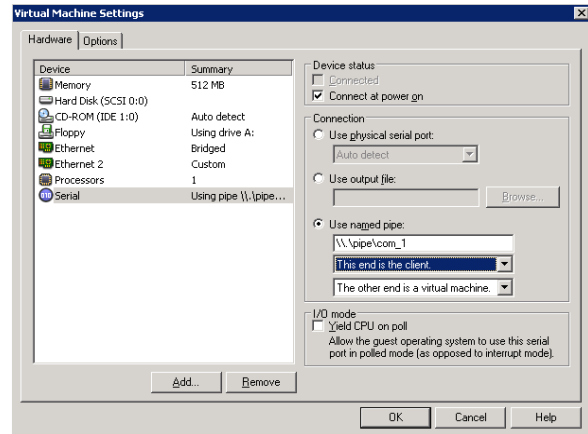 Virtual Machine Settings
Hardware Options
Device Summary
Memory 512 MB
Hard Disk (SCSI 0:0)
CD-ROM (IDE 1:0) Auto detect
Floppy Using drive A:
Ethernet Bridged
Ethernet 2 Custom
Processors 1
Serial Using pipe \\.\pipe...
Add... Remove
Device status
Connected
Connect at power on
Connection
Use physical serial port:
Auto detect
Use output file:
Browse...
Use named pipe:
\\.\pipe\com_1
This end is the client.
The other end is a virtual machine.
I/O mode
Yield CPU on poll
Allow the guest operating system to use this serial
port in polled mode (as opposed to interrupt mode).
OK Cancel Help